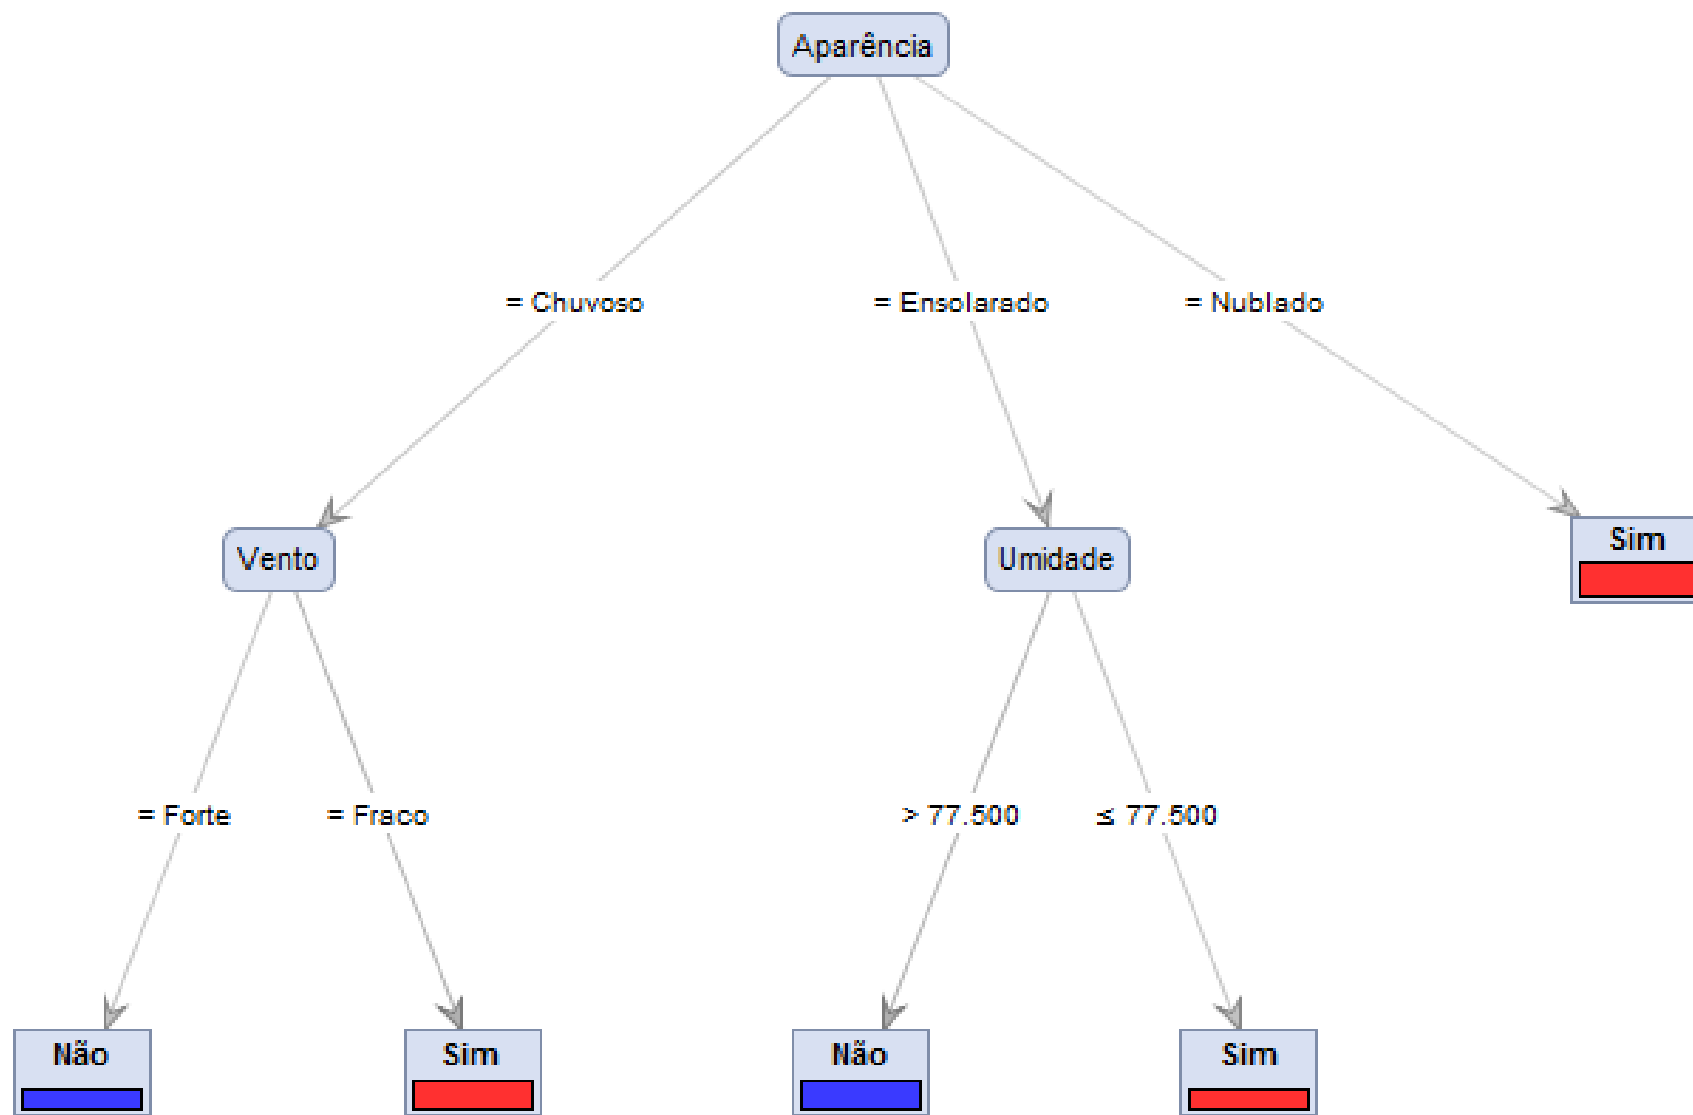 Aparência
= Chuvoso
= Ensolarado
= Nublado
Vento
Umidade
Sim
= Forte
= Fraco
> 77.500
≤ 77.500
Não
Sim
Não
Sim